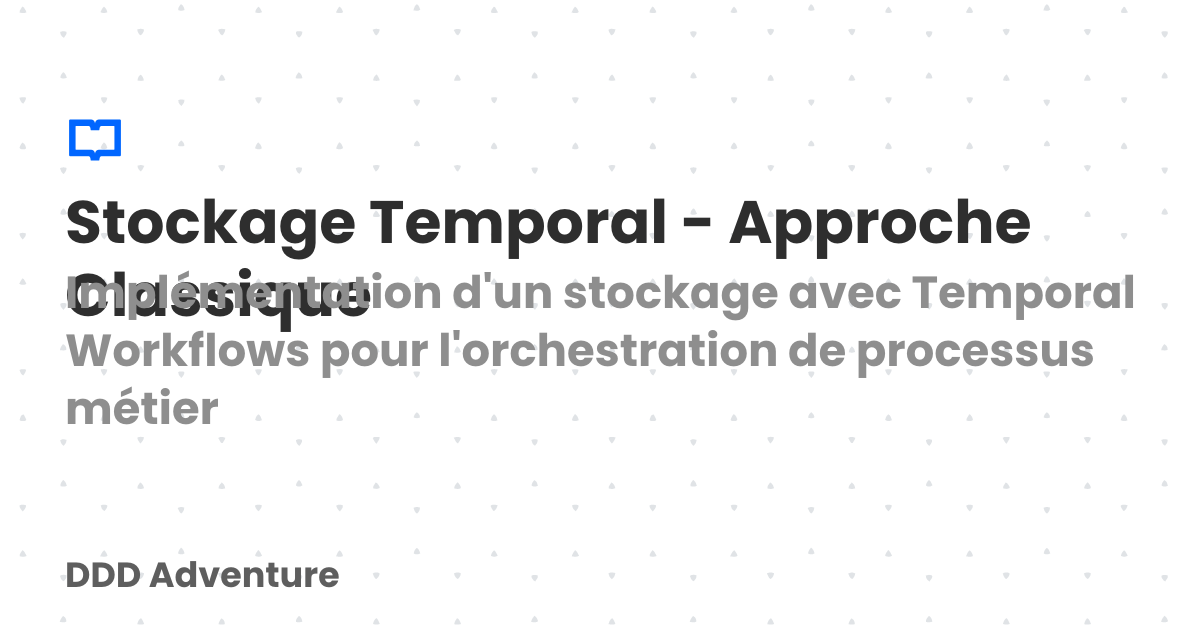 Stockage Temporal - Approche
Classique
Implémentation d'un stockage avec Temporal
Workflows pour l'orchestration de processus
métier
DDD Adventure